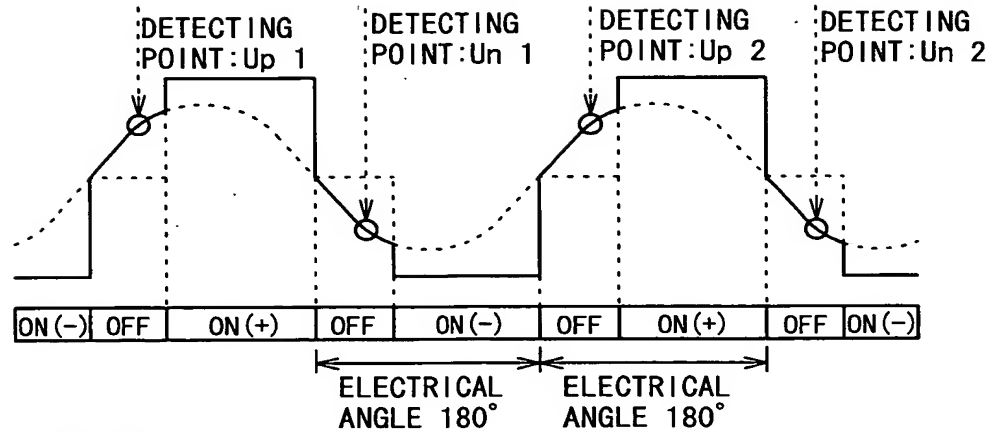 DETECTING
POINT:Up 1
DETECTING
POINT:Un 1
DETECTING
POINT:Up 2
DETECTING
POINT:Un 2
ON(-) OFF ON(+) OFF ON(-) OFF ON(+) OFF ON(-)
ELECTRICAL
ANGLE 180°
ELECTRICAL
ANGLE 180°